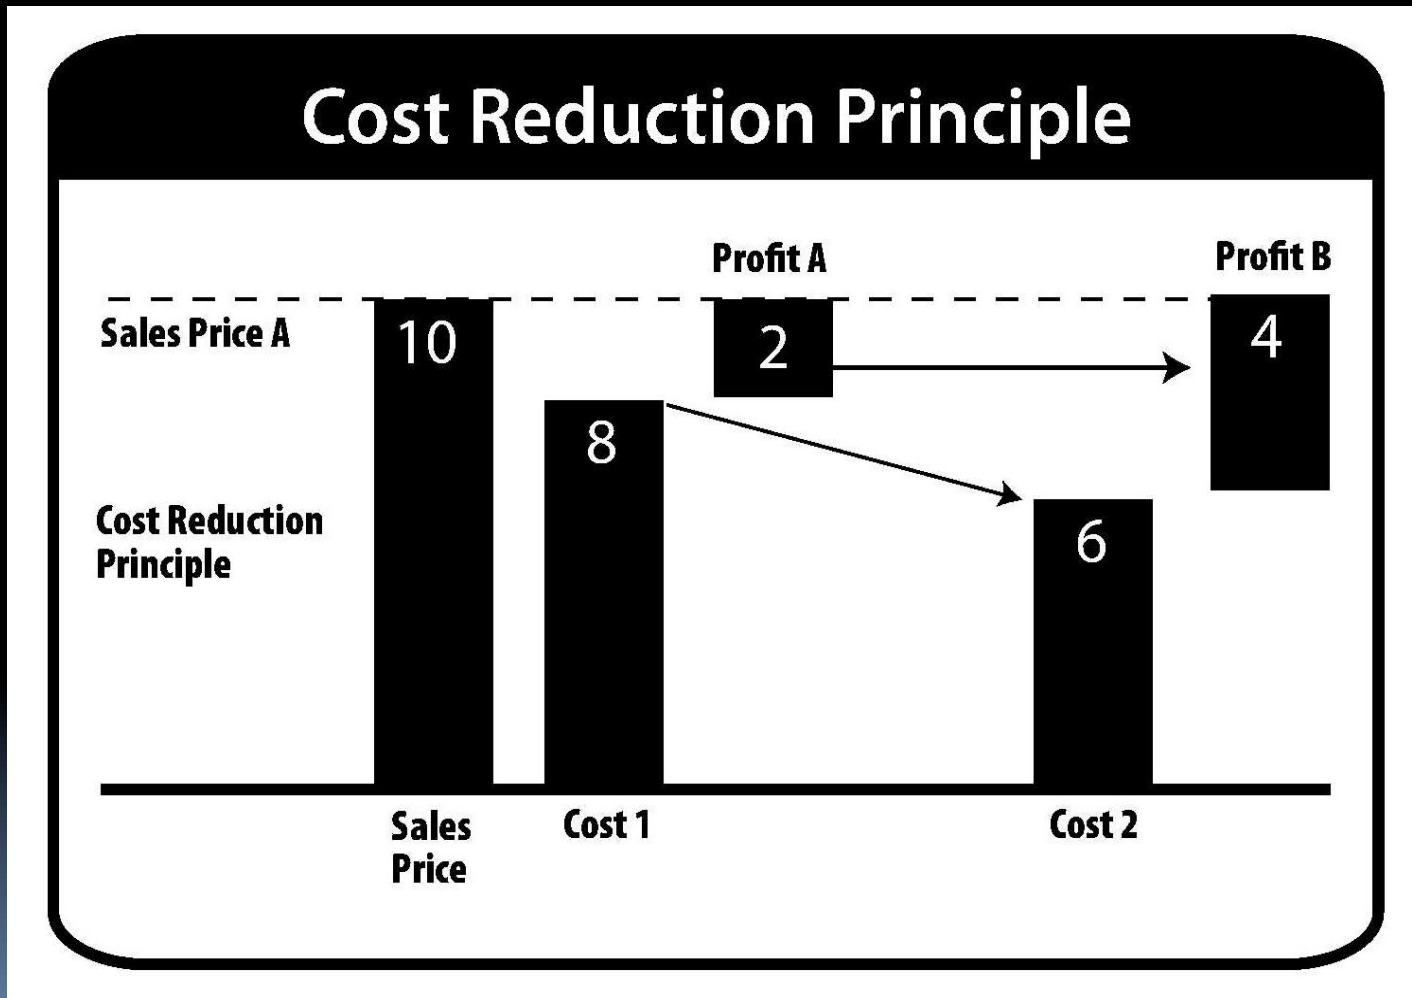 Cost Reduction Principle
Profit A
Profit B
Sales Price A
10
2
4
8
Cost Reduction
Principle
6
Sales
Price
Cost 1
Cost 2